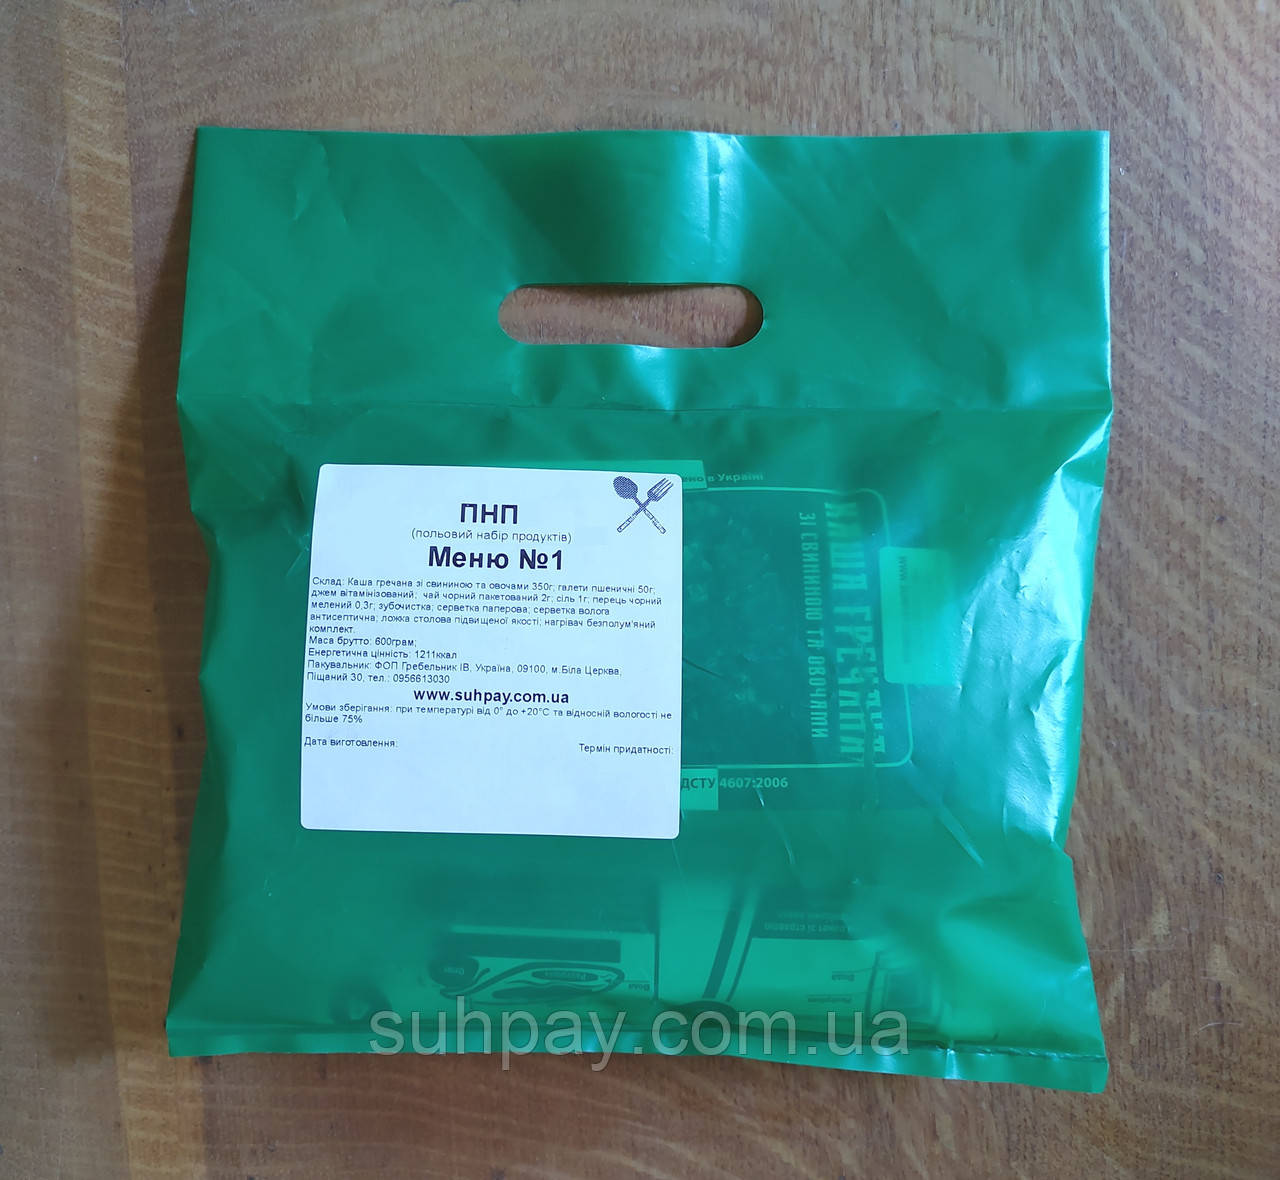 ПНП
(польовий набір продуктів)
Меню №1
Склад: Каша гречана зі свининою та овочами 350г; галети пшеничні 50г;
джем вітамінізований; чай чорний пакетований 2г; сіль 1г; перець чорний
мелений 0,3г; зубочистка; серветка паперова; серветка волога
антисептична; ложка столова підвищеної якості; нагрівач безполум'яний
комплект.
Маса брутто: 600грам;
Енергетична цінність: 1211ккал
Пакувальник: ФОП Гребельник ІВ, Україна, 09100, м.Біла Церква,
Піщаний 30, тел.: 0956613030
www.suhpay.com.ua
Умови зберігання: при температурі від 0° до +20°С та відносній вологості не
більше 75%
Дата виготовлення:
Термін придатності:
в Україні
КАША ГРЕЧАНА
ЗІ СВИНИНОЮ ТА ОВОЧАМИ
www.
ДСТУ 4607:2006
Вода
Вода
suhpay.com.ua